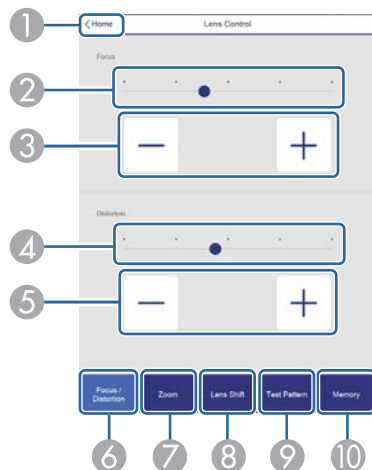 1 < Home Lens Control
Focus
2
3 − +
Distortion
4
5 − +
Focus / Distortion Zoom Lens Shift Test Pattern Memory
6 7 8 9 10